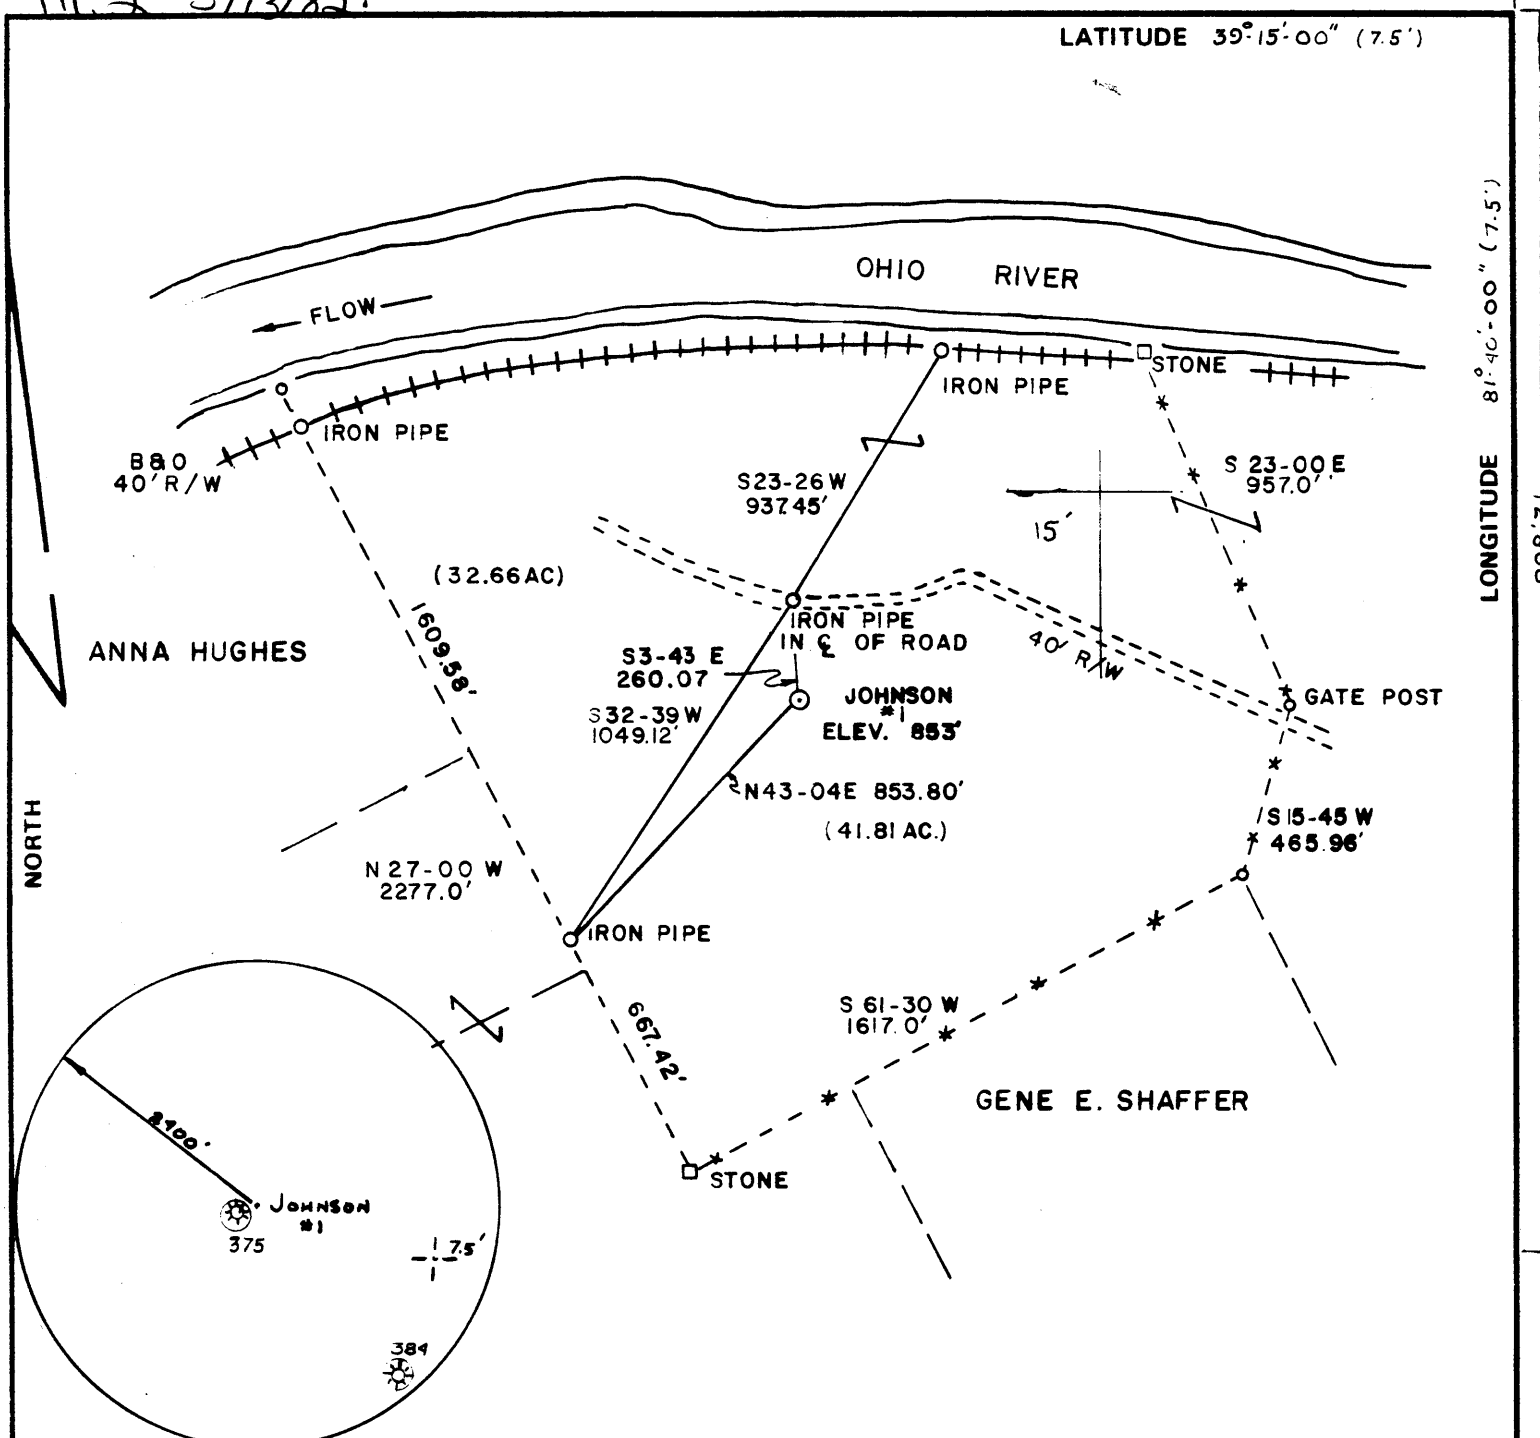 LATITUDE 39°-15'-00" (7.5')
OHIO RIVER
FLOW
STONE
IRON PIPE
IRON PIPE
B&O
40' R/W
LONGITUDE 81°-40'-00" (7.5')
S 23-00 E
957.0'
S23-26 W
937.45'
15'
(32.66 AC)
1609.58'
ANNA HUGHES
IRON PIPE
IN ℄ OF ROAD
40' R/W
S3-43 E
260.07
JOHNSON
#1
ELEV. 853'
GATE POST
S32-39 W
1049.12'
N43-04E 853.80'
(41.81 AC.)
S 15-45 W
465.96'
NORTH
N 27-00 W
2277.0'
IRON PIPE
667.42'
S 61-30 W
1617.0'
GENE E. SHAFFER
STONE
2400'
JOHNSON
#1
375
7.5'
384